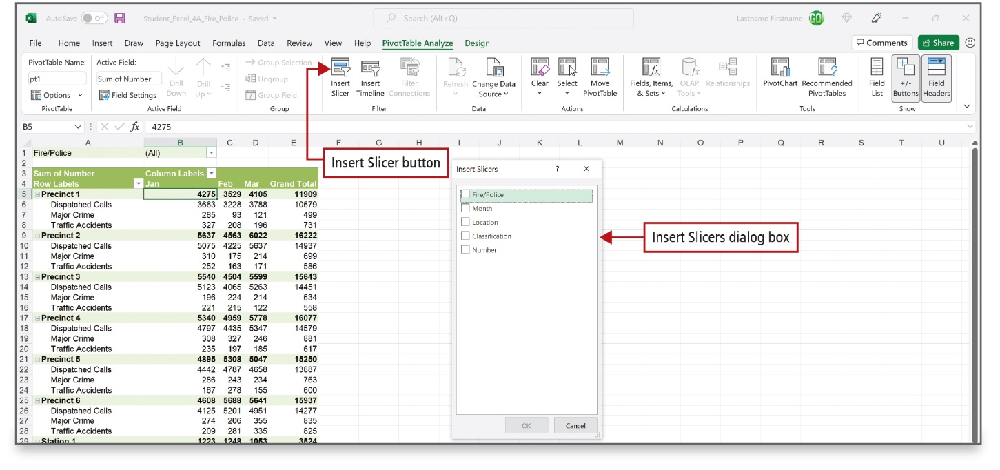 AutoSave Off Student_Excel_4A_Fire_Police - Saved Search (Alt+Q) Lastname Firstname GO!
File Home Insert Draw Page Layout Formulas Data Review View Help PivotTable Analyze Design Comments Share
PivotTable Name: Active Field: Group Selection
pt1 Sum of Number Drill Down Drill Up Ungroup Insert Slicer Insert Timeline Filter Connections Refresh Change Data Source Clear Select Move PivotTable Fields, Items, & Sets OLAP Tools Relationships PivotChart Recommended PivotTables Field List +/- Buttons Field Headers
Options Field Settings Group Field
PivotTable Active Field Group Filter Data Actions Calculations Tools Show
B5 fx 4275
A B C D E F G H I J K L M N O P Q R S T U
1 Fire/Police (All)
2
3 Sum of Number Column Labels
4 Row Labels Jan Feb Mar Grand Total
5 Precinct 1 4275 3529 4105 11909
6 Dispatched Calls 3663 3228 3788 10679
7 Major Crime 285 93 121 499
8 Traffic Accidents 327 208 196 731
9 Precinct 2 5637 4563 6022 16222
10 Dispatched Calls 5075 4225 5637 14937
11 Major Crime 310 175 214 699
12 Traffic Accidents 252 163 171 586
13 Precinct 3 5540 4504 5599 15643
14 Dispatched Calls 5123 4065 5263 14451
15 Major Crime 196 224 214 634
16 Traffic Accidents 221 215 122 558
17 Precinct 4 5340 4959 5778 16077
18 Dispatched Calls 4797 4435 5347 14579
19 Major Crime 308 327 246 881
20 Traffic Accidents 235 197 185 617
21 Precinct 5 4895 5308 5047 15250
22 Dispatched Calls 4442 4787 4658 13887
23 Major Crime 286 243 234 763
24 Traffic Accidents 167 278 155 600
25 Precinct 6 4608 5688 5641 15937
26 Dispatched Calls 4125 5201 4951 14277
27 Major Crime 274 206 355 835
28 Traffic Accidents 209 281 335 825
29 Station 1 1223 1248 1053 3524
Insert Slicer button
Insert Slicers ? ×
Fire/Police
Month
Location
Classification
Number
OK Cancel
Insert Slicers dialog box